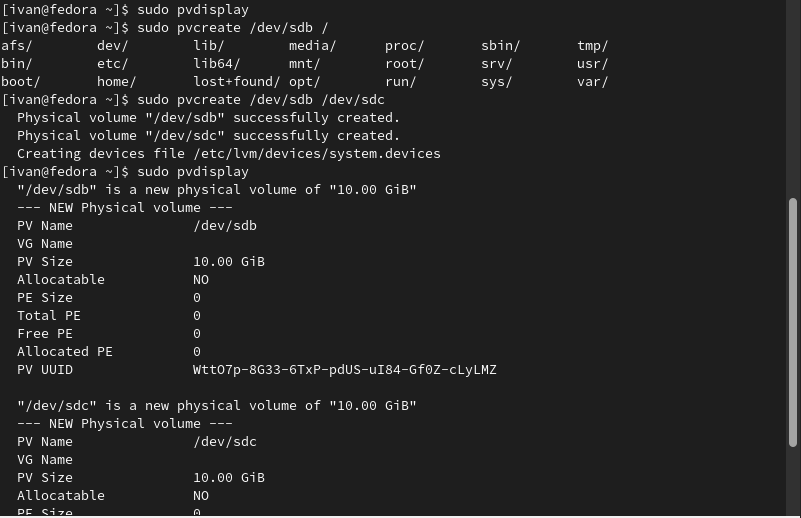 [ivan@fedora ~]$ sudo pvdisplay
[ivan@fedora ~]$ sudo pvcreate /dev/sdb /
afs/ dev/ lib/ media/ proc/ sbin/ tmp/
bin/ etc/ lib64/ mnt/ root/ srv/ usr/
boot/ home/ lost+found/ opt/ run/ sys/ var/
[ivan@fedora ~]$ sudo pvcreate /dev/sdb /dev/sdc
Physical volume "/dev/sdb" successfully created.
Physical volume "/dev/sdc" successfully created.
Creating devices file /etc/lvm/devices/system.devices
[ivan@fedora ~]$ sudo pvdisplay
"/dev/sdb" is a new physical volume of "10.00 GiB"
--- NEW Physical volume ---
PV Name /dev/sdb
VG Name
PV Size 10.00 GiB
Allocatable NO
PE Size 0
Total PE 0
Free PE 0
Allocated PE 0
PV UUID WttO7p-8G33-6TxP-pdUS-uI84-Gf0Z-cLyLMZ
"/dev/sdc" is a new physical volume of "10.00 GiB"
--- NEW Physical volume ---
PV Name /dev/sdc
VG Name
PV Size 10.00 GiB
Allocatable NO
PE Size 0